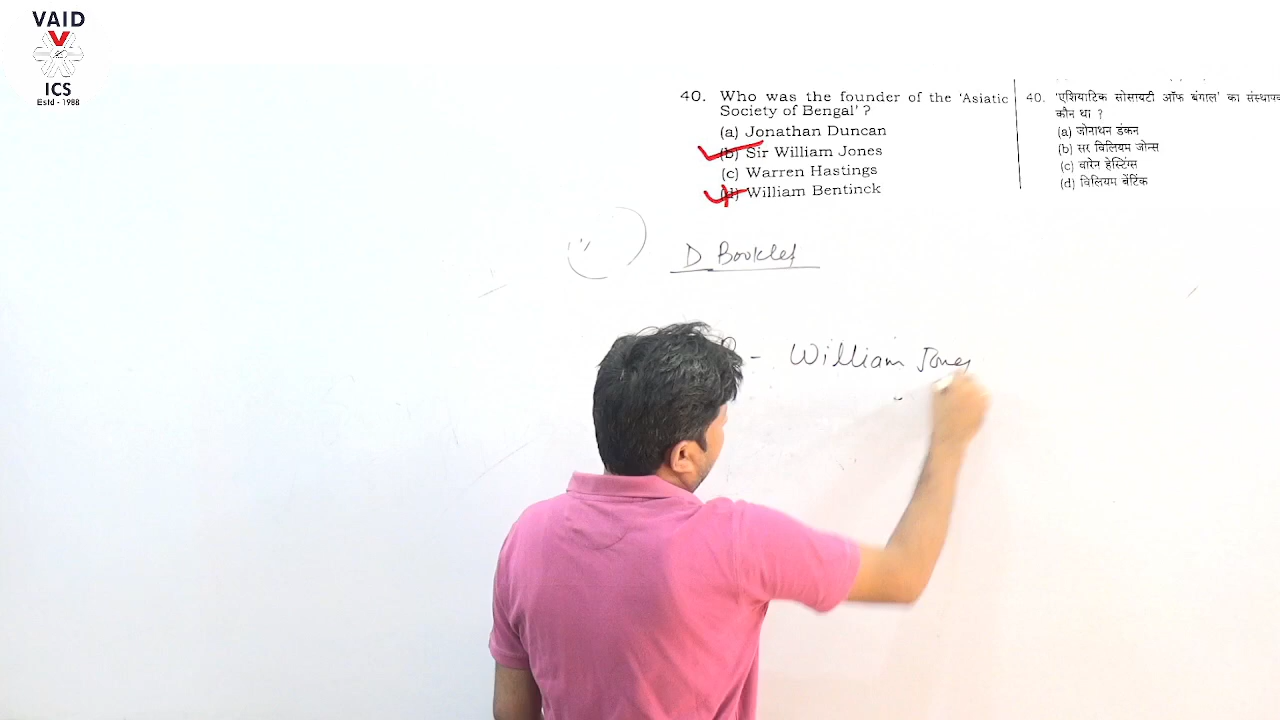 VAID
V
ICS
Estd - 1988
40. Who was the founder of the 'Asiatic
Society of Bengal' ?
(a) Jonathan Duncan
(b) Sir William Jones
(c) Warren Hastings
(d) William Bentinck
40. 'एशियाटिक सोसायटी ऑफ बंगाल' का संस्थापक
कौन था ?
(a) जोनाथन डंकन
(b) सर विलियम जोन्स
(c) वारेन हेस्टिंग्स
(d) विलियम बेंटिंक
D Booklet
- William Jones